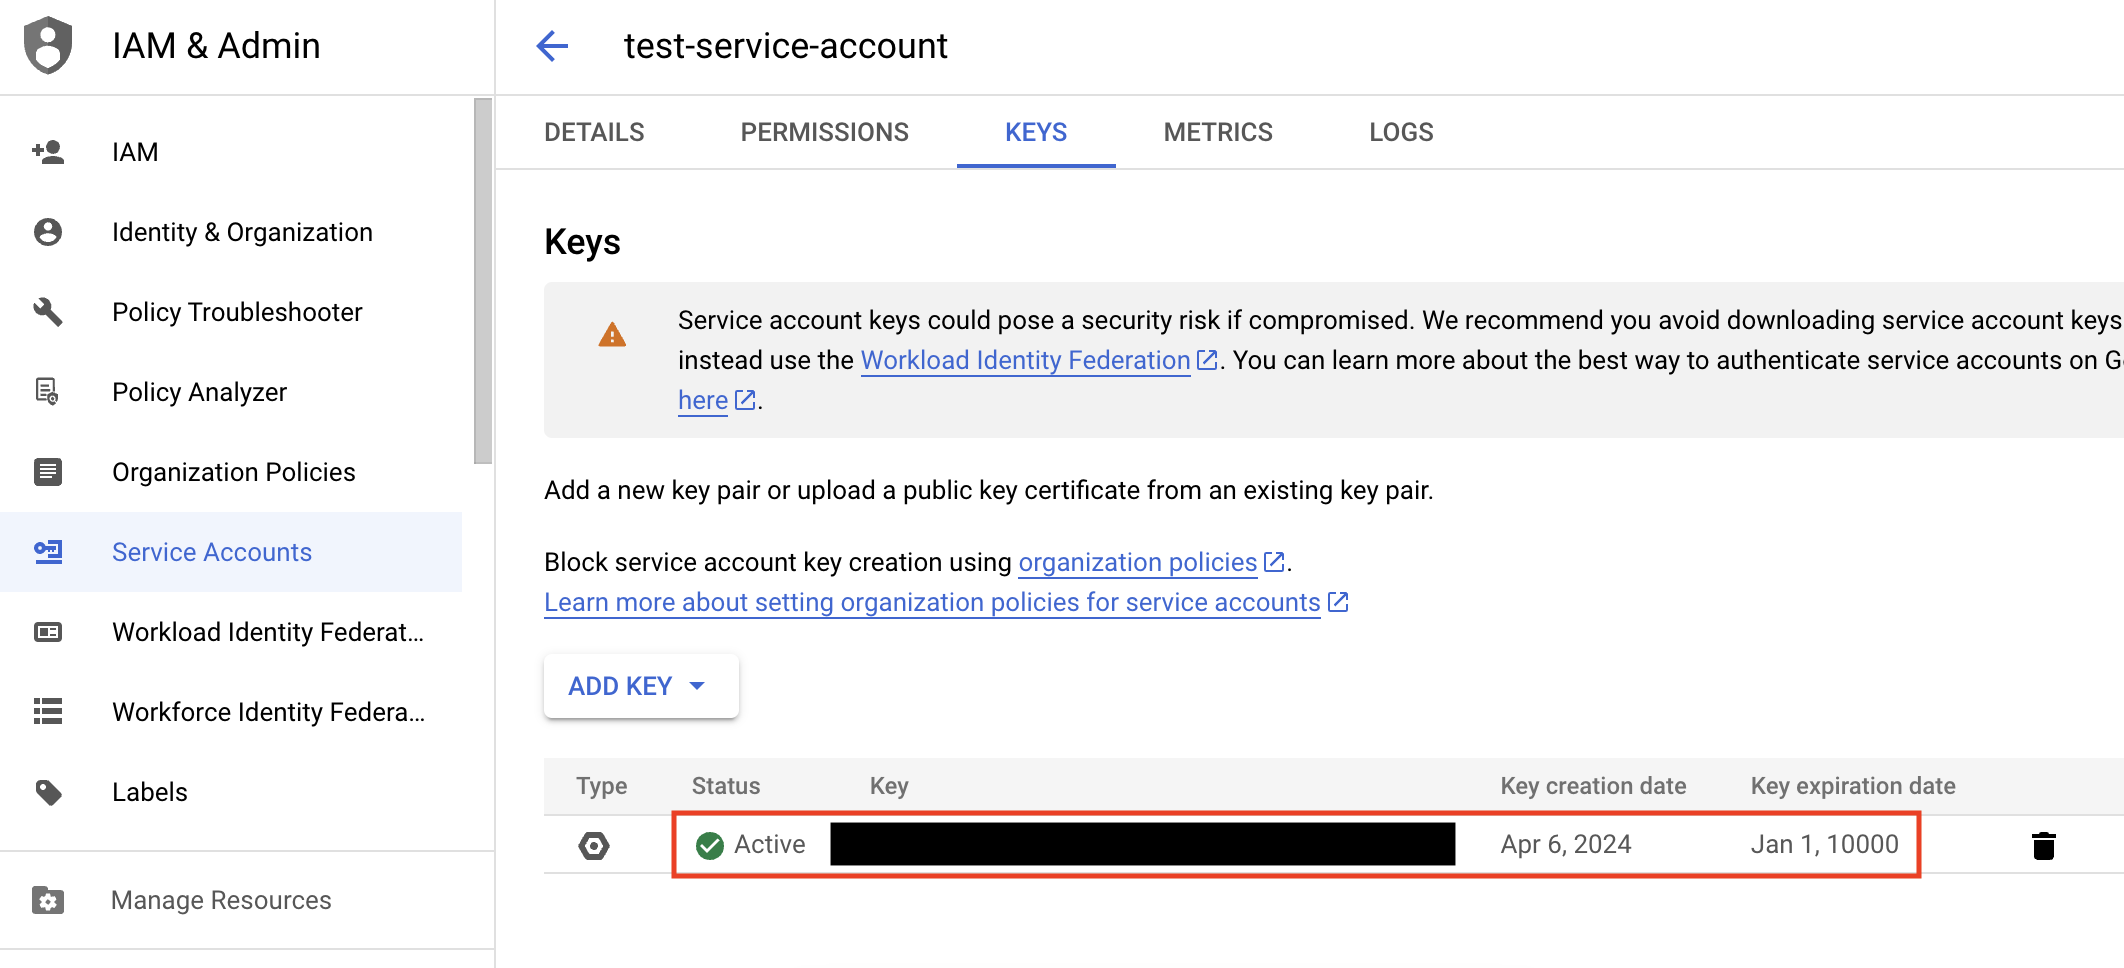 IAM & Admin
test-service-account
IAM
Identity & Organization
Policy Troubleshooter
Policy Analyzer
Organization Policies
Service Accounts
Workload Identity Federat...
Workforce Identity Federa...
Labels
Manage Resources
DETAILS PERMISSIONS KEYS METRICS LOGS
Keys
Service account keys could pose a security risk if compromised. We recommend you avoid downloading service account keys
instead use the Workload Identity Federation. You can learn more about the best way to authenticate service accounts on G
here.
Add a new key pair or upload a public key certificate from an existing key pair.
Block service account key creation using organization policies.
Learn more about setting organization policies for service accounts
ADD KEY
Type Status Key Key creation date Key expiration date
Active Apr 6, 2024 Jan 1, 10000